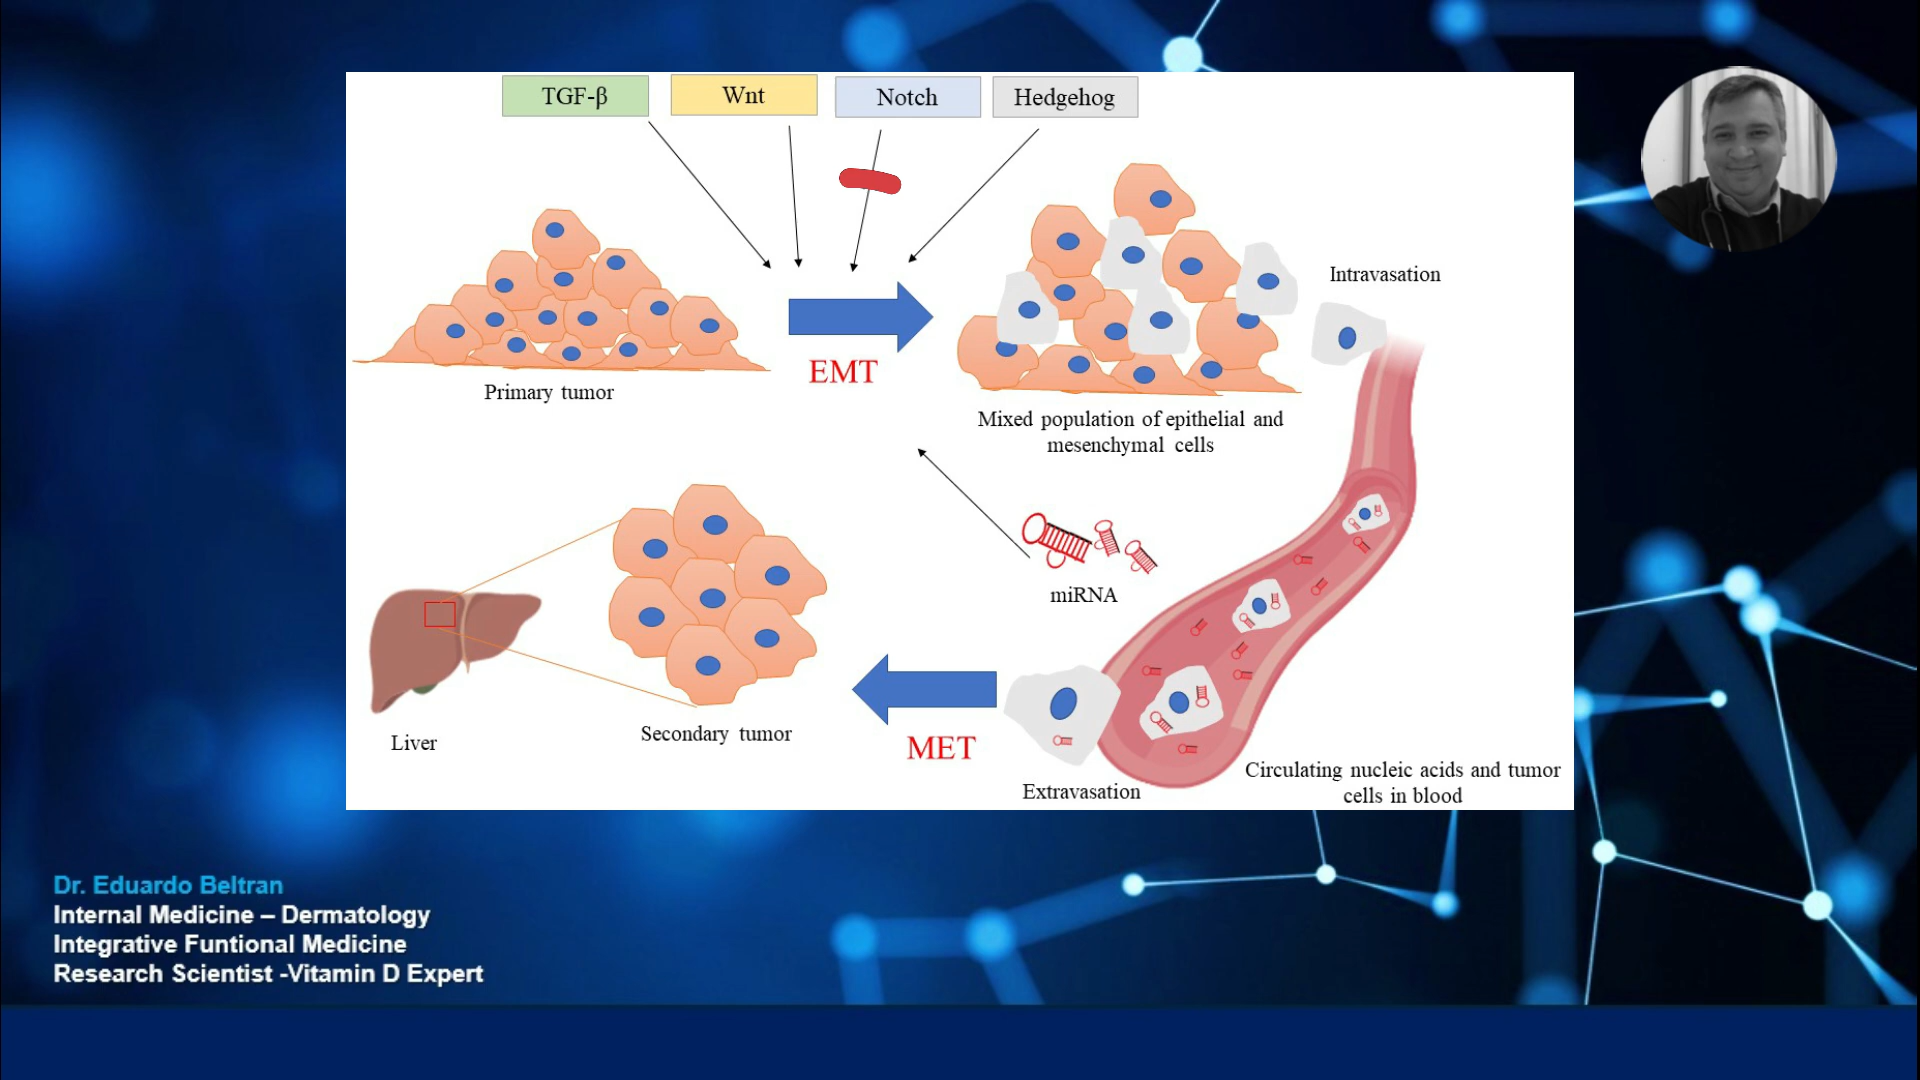 TGF-β
Wnt
Notch
Hedgehog
Intravasation
EMT
Primary tumor
Mixed population of epithelial and
mesenchymal cells
miRNA
Liver
Secondary tumor
MET
Extravasation
Circulating nucleic acids and tumor
cells in blood
Dr. Eduardo Beltran
Internal Medicine – Dermatology
Integrative Funtional Medicine
Research Scientist -Vitamin D Expert